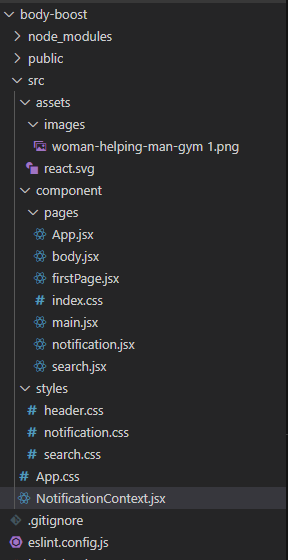 body-boost
node_modules
public
src
assets
images
woman-helping-man-gym 1.png
react.svg
component
pages
App.jsx
body.jsx
firstPage.jsx
index.css
main.jsx
notification.jsx
search.jsx
styles
header.css
notification.css
search.css
App.css
NotificationContext.jsx
.gitignore
eslint.config.js